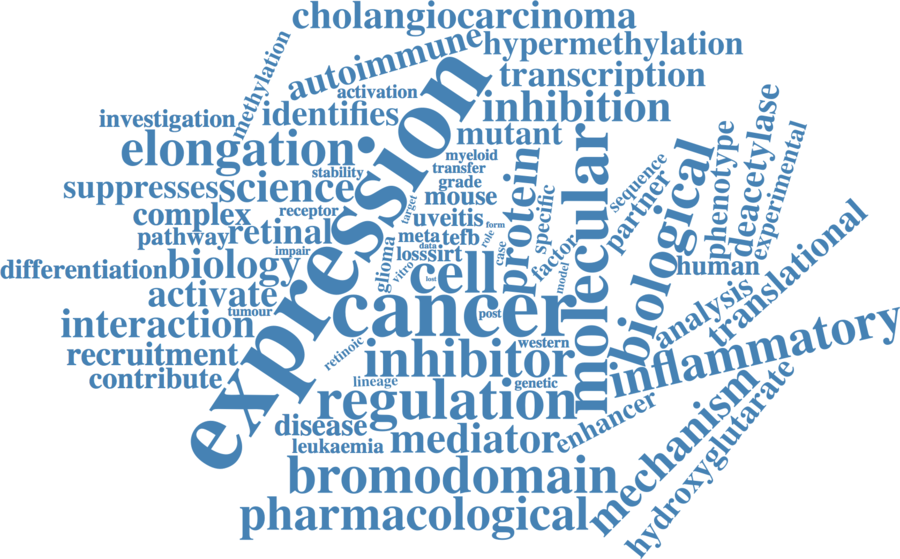 cholangiocarcinoma
autoimmune
hypermethylation
methylation
transcription
activation
identifies
inhibition
investigation
expression
mutant
elongation
myeloid
protein
molecular
stability
transfer
suppresses
science
grade
mouse
specific
sequence
partner
biological
phenotype
deacetylase
experimental
complex
receptor
target
uveitis
pathway
retinal
meta
tefb
role
form
case
factor
impair
glioma
data
loss
sirt
differentiation
biology
vitro
lost
cell
model
human
translational
activate
analysis
tumour
cancer
post
interaction
inflammatory
retinoic
western
recruitment
inhibitor
contribute
lineage
genetic
regulation
enhancer
mechanism
hydroxyglutarate
disease
mediator
leukaemia
bromodomain
pharmacological